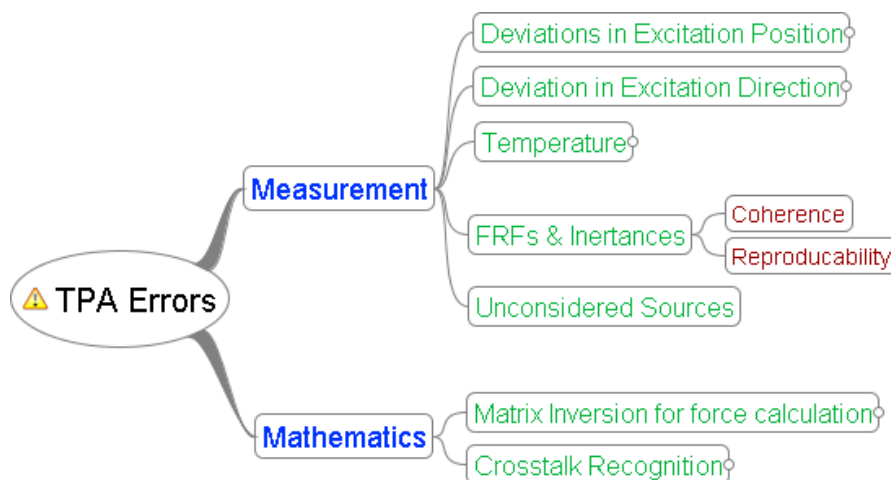 TPA Errors
Measurement
Deviations in Excitation Position
Deviation in Excitation Direction
Temperature
FRFs & Inertances
Coherence
Reproducability
Unconsidered Sources
Mathematics
Matrix Inversion for force calculation
Crosstalk Recognition